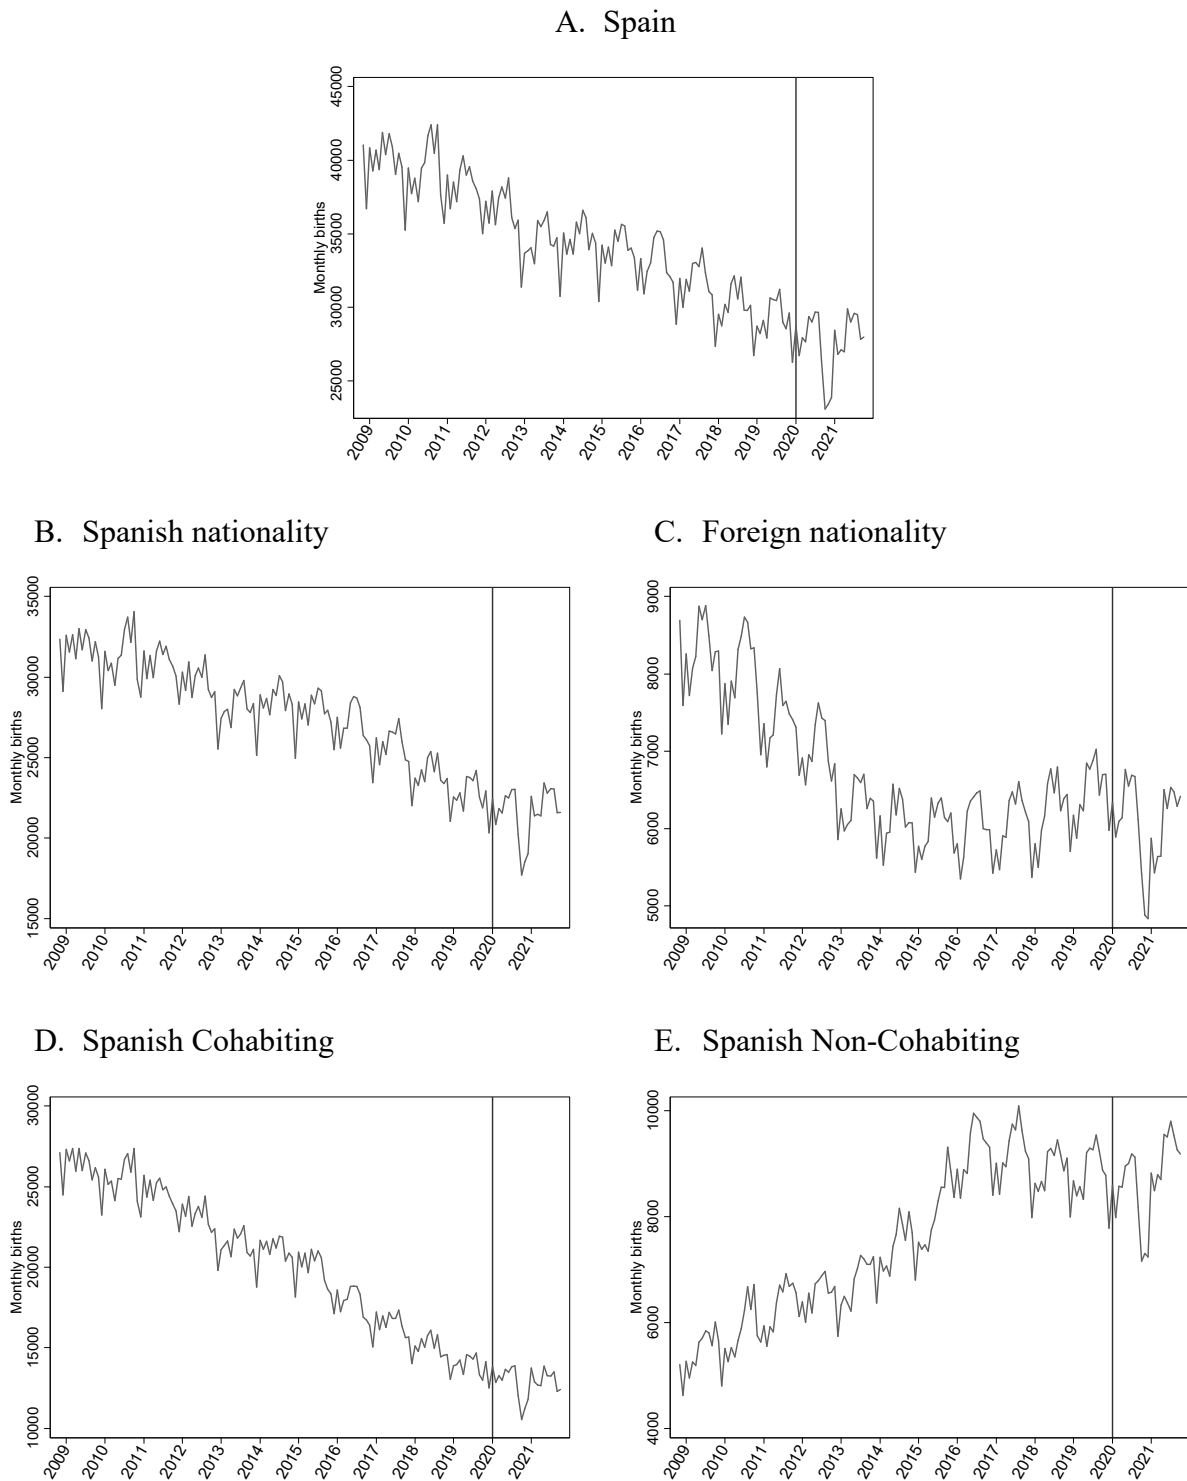 A. Spain
Monthly births
45000
40000
35000
30000
25000
2009 2010 2011 2012 2013 2014 2015 2016 2017 2018 2019 2020 2021
B. Spanish nationality
Monthly births
35000
30000
25000
20000
15000
2009 2010 2011 2012 2013 2014 2015 2016 2017 2018 2019 2020 2021
C. Foreign nationality
Monthly births
9000
8000
7000
6000
5000
2009 2010 2011 2012 2013 2014 2015 2016 2017 2018 2019 2020 2021
D. Spanish Cohabiting
Monthly births
30000
25000
20000
15000
10000
2009 2010 2011 2012 2013 2014 2015 2016 2017 2018 2019 2020 2021
E. Spanish Non-Cohabiting
Monthly births
10000
8000
6000
4000
2009 2010 2011 2012 2013 2014 2015 2016 2017 2018 2019 2020 2021